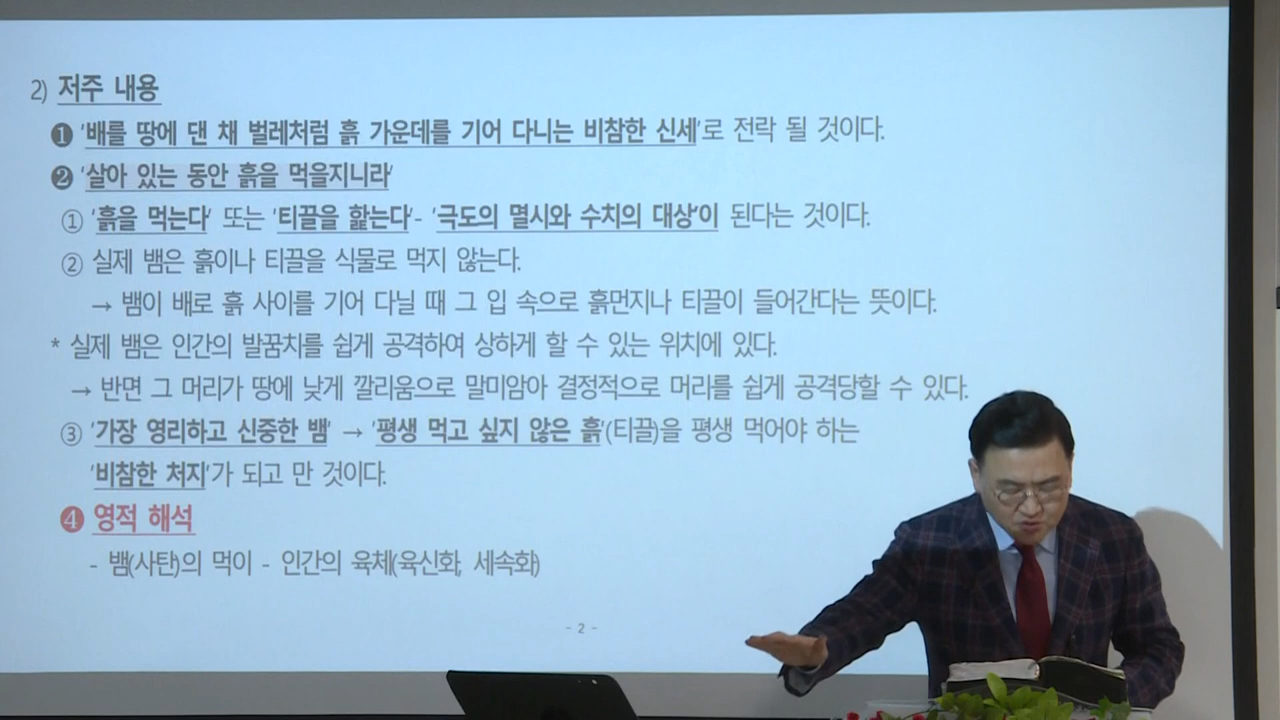 2) 저주 내용
❶ '배를 땅에 댄 채 벌레처럼 흙 가운데를 기어 다니는 비참한 신세'로 전락 될 것이다.
❷ '살아 있는 동안 흙을 먹을지니라'
① '흙을 먹는다' 또는 '티끌을 핥는다'- '극도의 멸시와 수치의 대상'이 된다는 것이다.
② 실제 뱀은 흙이나 티끌을 식물로 먹지 않는다.
→ 뱀이 배로 흙 사이를 기어 다닐 때 그 입 속으로 흙먼지나 티끌이 들어간다는 뜻이다.
* 실제 뱀은 인간의 발꿈치를 쉽게 공격하여 상하게 할 수 있는 위치에 있다.
→ 반면 그 머리가 땅에 낮게 깔리움으로 말미암아 결정적으로 머리를 쉽게 공격당할 수 있다.
③ '가장 영리하고 신중한 뱀' → '평생 먹고 싶지 않은 흙'(티끌)을 평생 먹어야 하는
'비참한 처지'가 되고 만 것이다.
❹ 영적 해석
- 뱀(사탄)의 먹이 - 인간의 육체(육신화, 세속화)
- 2 -